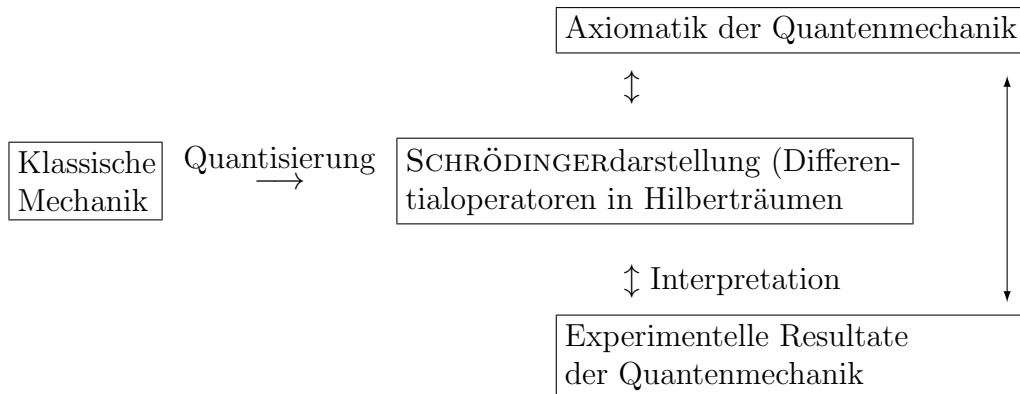 Axiomatik der Quantenmechanik
↕
Klassische
Mechanik
Quantisierung
⟶
SCHRÖDINGERdarstellung (Differen-
tialoperatoren in Hilberträumen
↕ Interpretation
Experimentelle Resultate
der Quantenmechanik